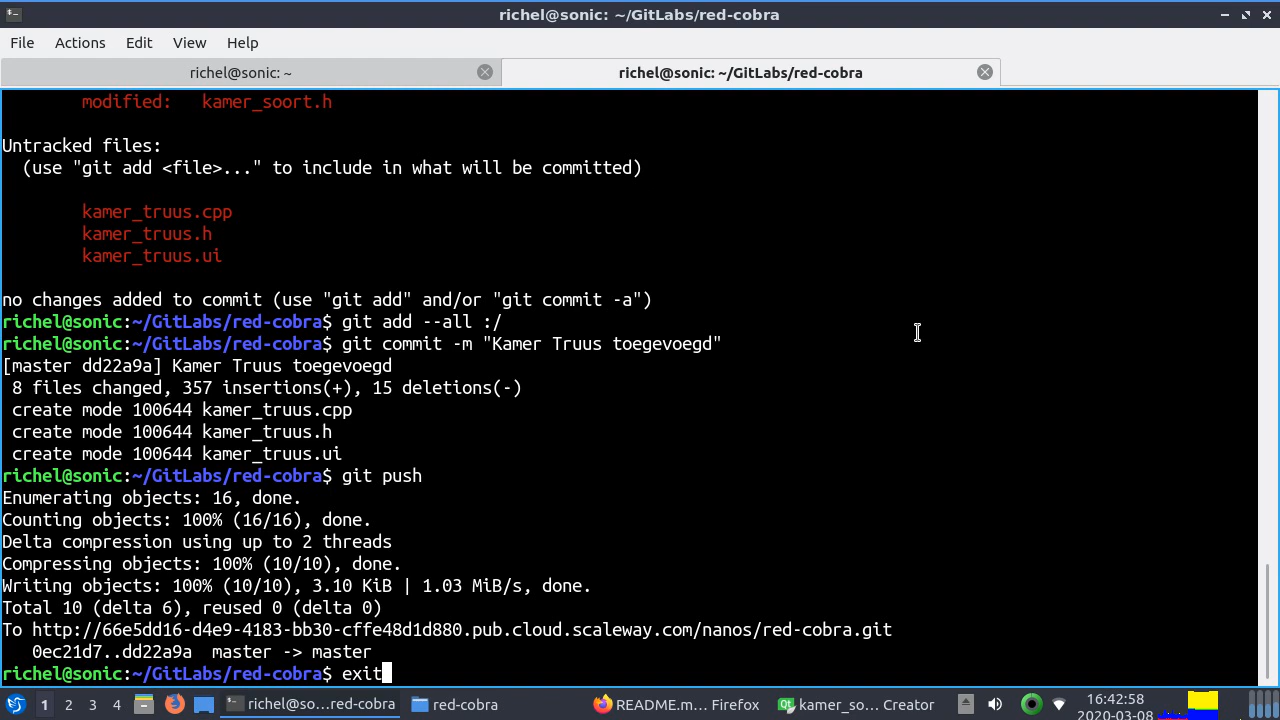 richel@sonic: ~/GitLabs/red-cobra
File Actions Edit View Help
richel@sonic: ~ richel@sonic: ~/GitLabs/red-cobra
modified: kamer_soort.h
Untracked files:
(use "git add <file>..." to include in what will be committed)
kamer_truus.cpp
kamer_truus.h
kamer_truus.ui
no changes added to commit (use "git add" and/or "git commit -a")
richel@sonic:~/GitLabs/red-cobra$ git add --all :/
richel@sonic:~/GitLabs/red-cobra$ git commit -m "Kamer Truus toegevoegd"
[master dd22a9a] Kamer Truus toegevoegd
8 files changed, 357 insertions(+), 15 deletions(-)
create mode 100644 kamer_truus.cpp
create mode 100644 kamer_truus.h
create mode 100644 kamer_truus.ui
richel@sonic:~/GitLabs/red-cobra$ git push
Enumerating objects: 16, done.
Counting objects: 100% (16/16), done.
Delta compression using up to 2 threads
Compressing objects: 100% (10/10), done.
Writing objects: 100% (10/10), 3.10 KiB | 1.03 MiB/s, done.
Total 10 (delta 6), reused 0 (delta 0)
To http://66e5dd16-d4e9-4183-bb30-cffe48d1d880.pub.cloud.scaleway.com/nanos/red-cobra.git
0ec21d7..dd22a9a master -> master
richel@sonic:~/GitLabs/red-cobra$ exit
1 2 3 4 richel@so...red-cobra red-cobra README.m... Firefox kamer_so... Creator 16:42:58
2020-03-08